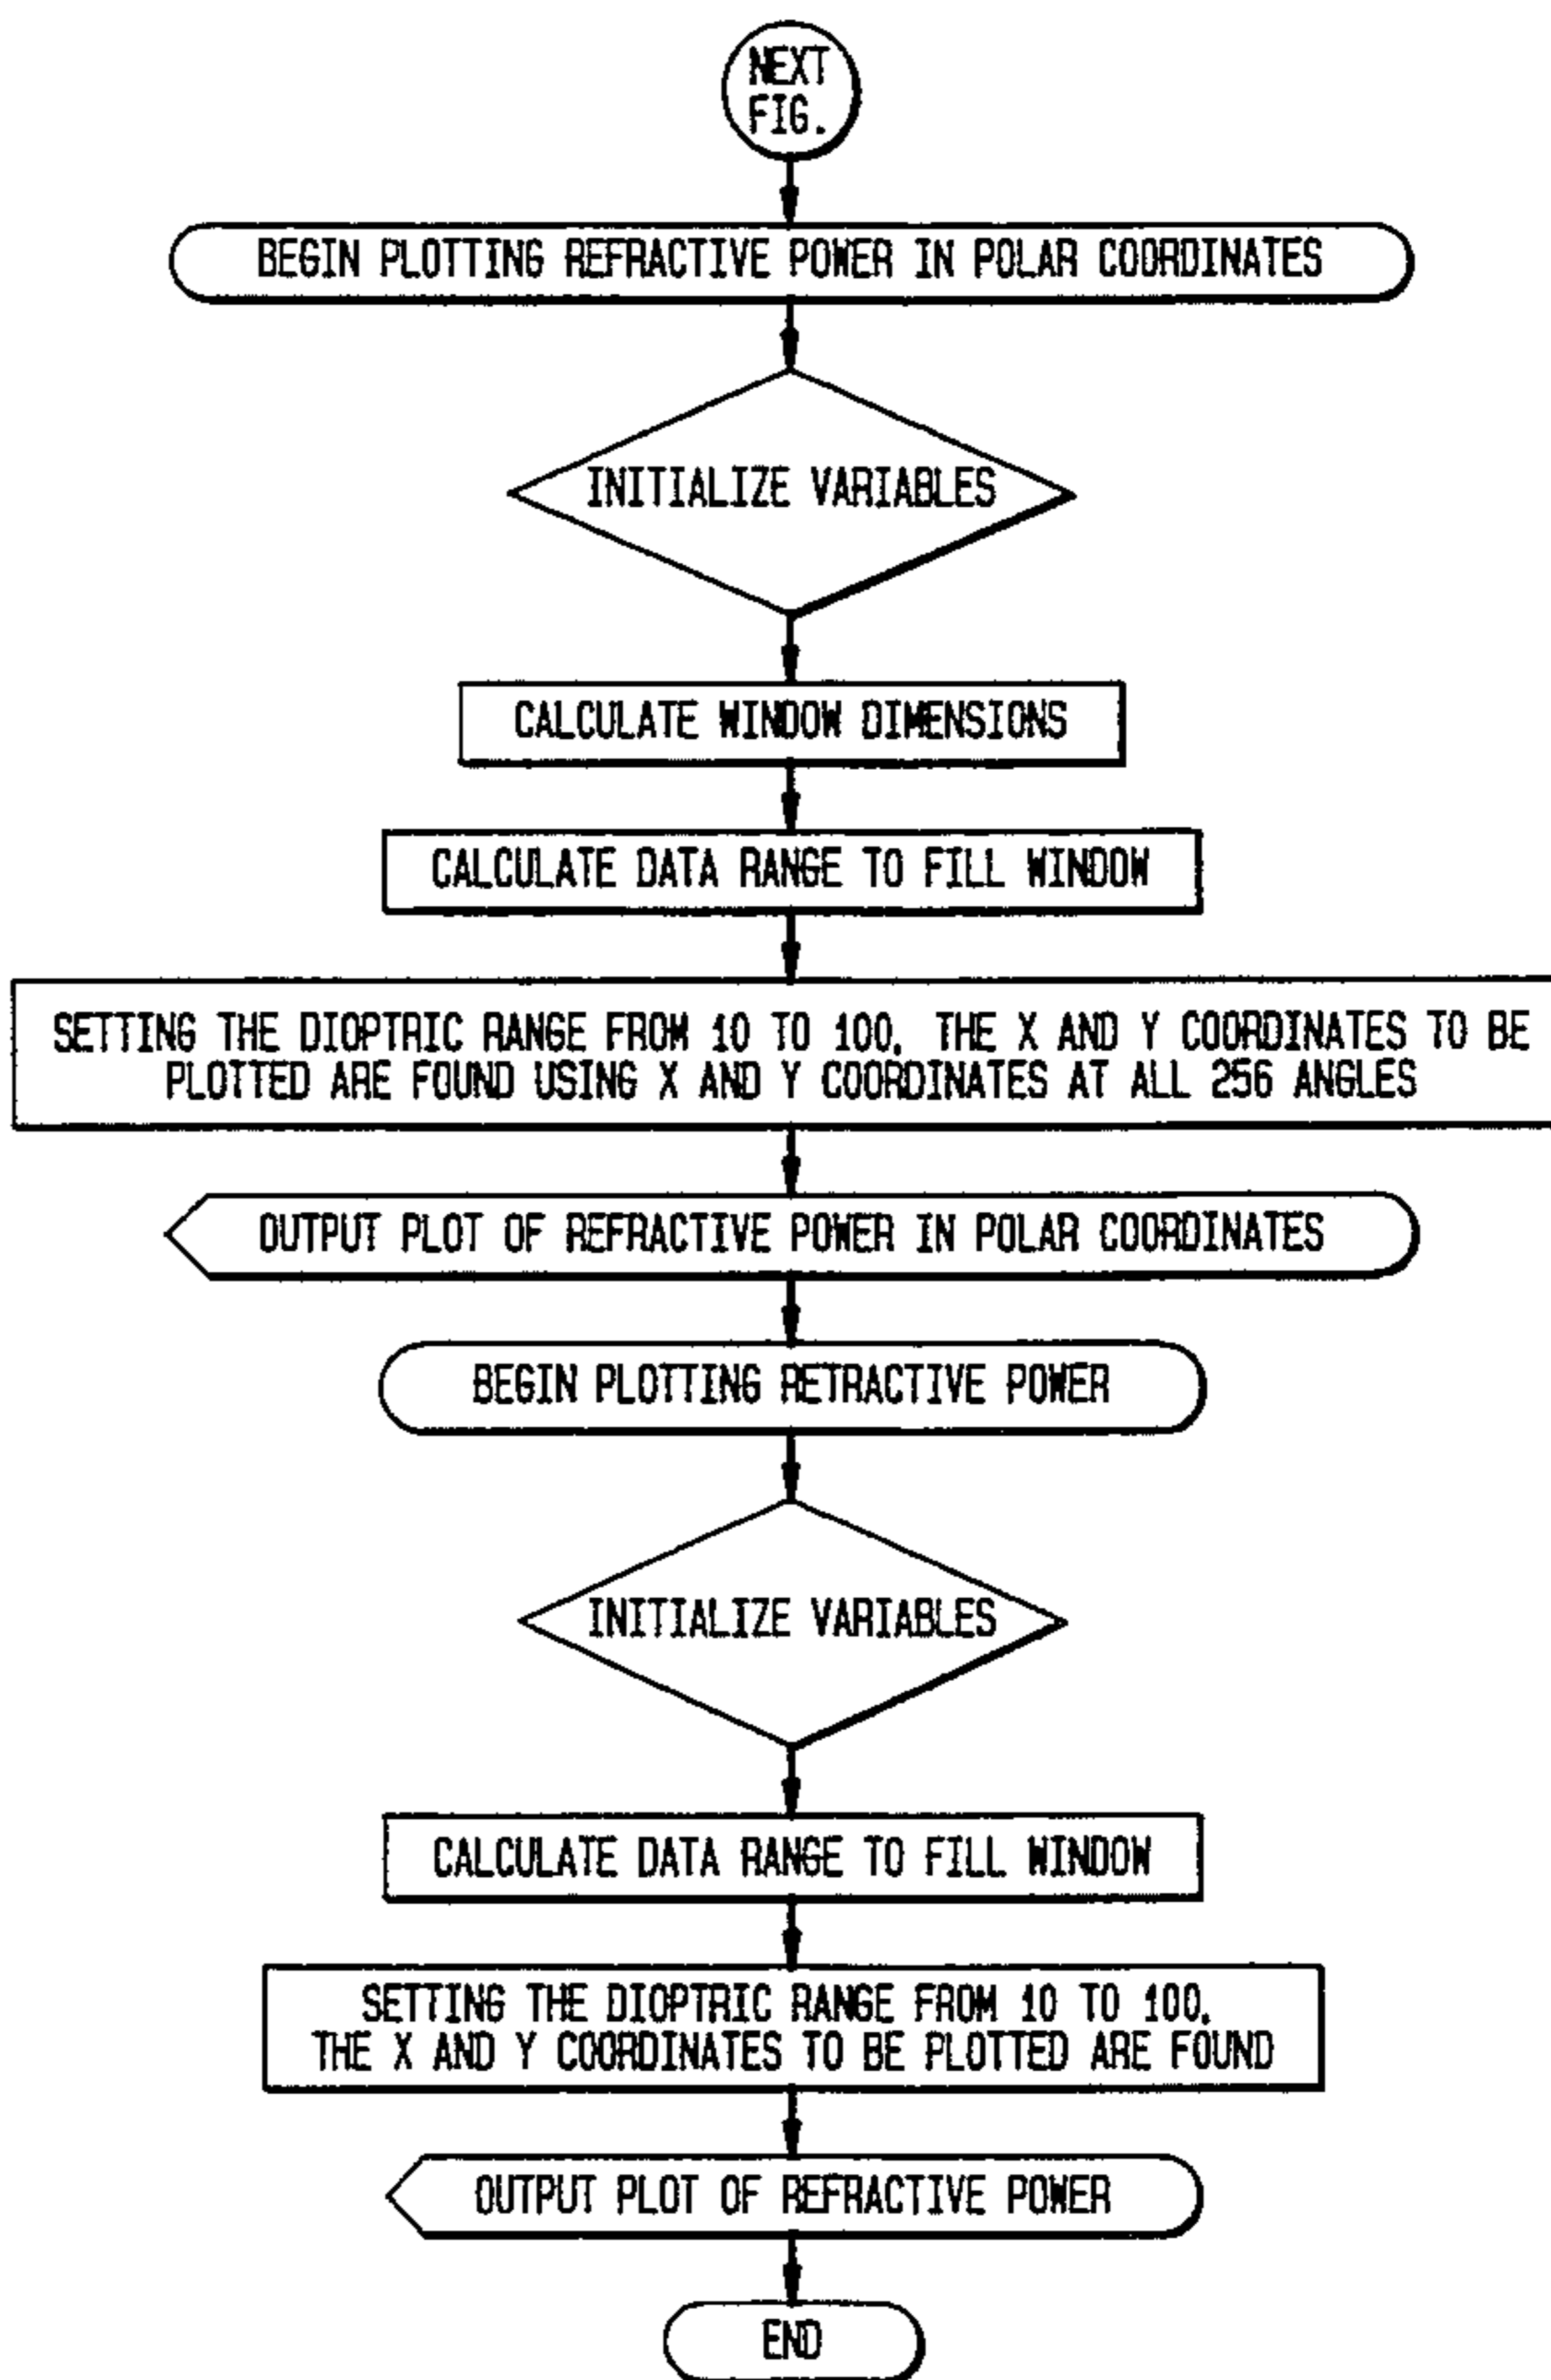 NEXT
FIG.
BEGIN PLOTTING REFRACTIVE POWER IN POLAR COORDINATES
INITIALIZE VARIABLES
CALCULATE WINDOW DIMENSIONS
CALCULATE DATA RANGE TO FILL WINDOW
SETTING THE DIOPTRIC RANGE FROM 10 TO 100. THE X AND Y COORDINATES TO BE
PLOTTED ARE FOUND USING X AND Y COORDINATES AT ALL 256 ANGLES
OUTPUT PLOT OF REFRACTIVE POWER IN POLAR COORDINATES
BEGIN PLOTTING RETRACTIVE POWER
INITIALIZE VARIABLES
CALCULATE DATA RANGE TO FILL WINDOW
SETTING THE DIOPTRIC RANGE FROM 10 TO 100.
THE X AND Y COORDINATES TO BE PLOTTED ARE FOUND
OUTPUT PLOT OF REFRACTIVE POWER
END